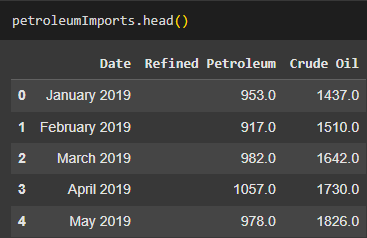 petroleumImports.head()
Date Refined Petroleum Crude Oil
0 January 2019 953.0 1437.0
1 February 2019 917.0 1510.0
2 March 2019 982.0 1642.0
3 April 2019 1057.0 1730.0
4 May 2019 978.0 1826.0